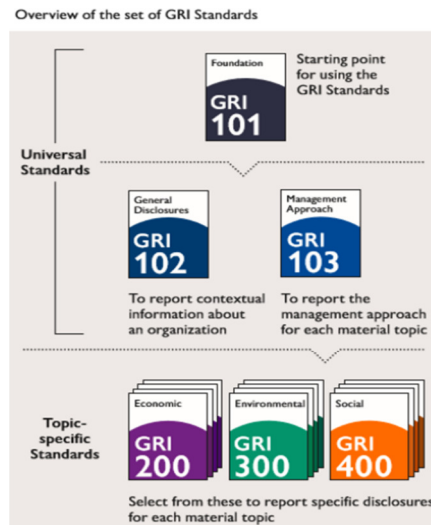 Overview of the set of GRI Standards
Foundation
GRI
101
Starting point
for using the
GRI Standards
Universal
Standards
General
Disclosures
GRI
102
Management
Approach
GRI
103
To report contextual
information about
an organization
To report the
management approach
for each material topic
Topic-
specific
Standards
Economic
GRI
200
Environmental
GRI
300
Social
GRI
400
Select from these to report specific disclosures
for each material topic